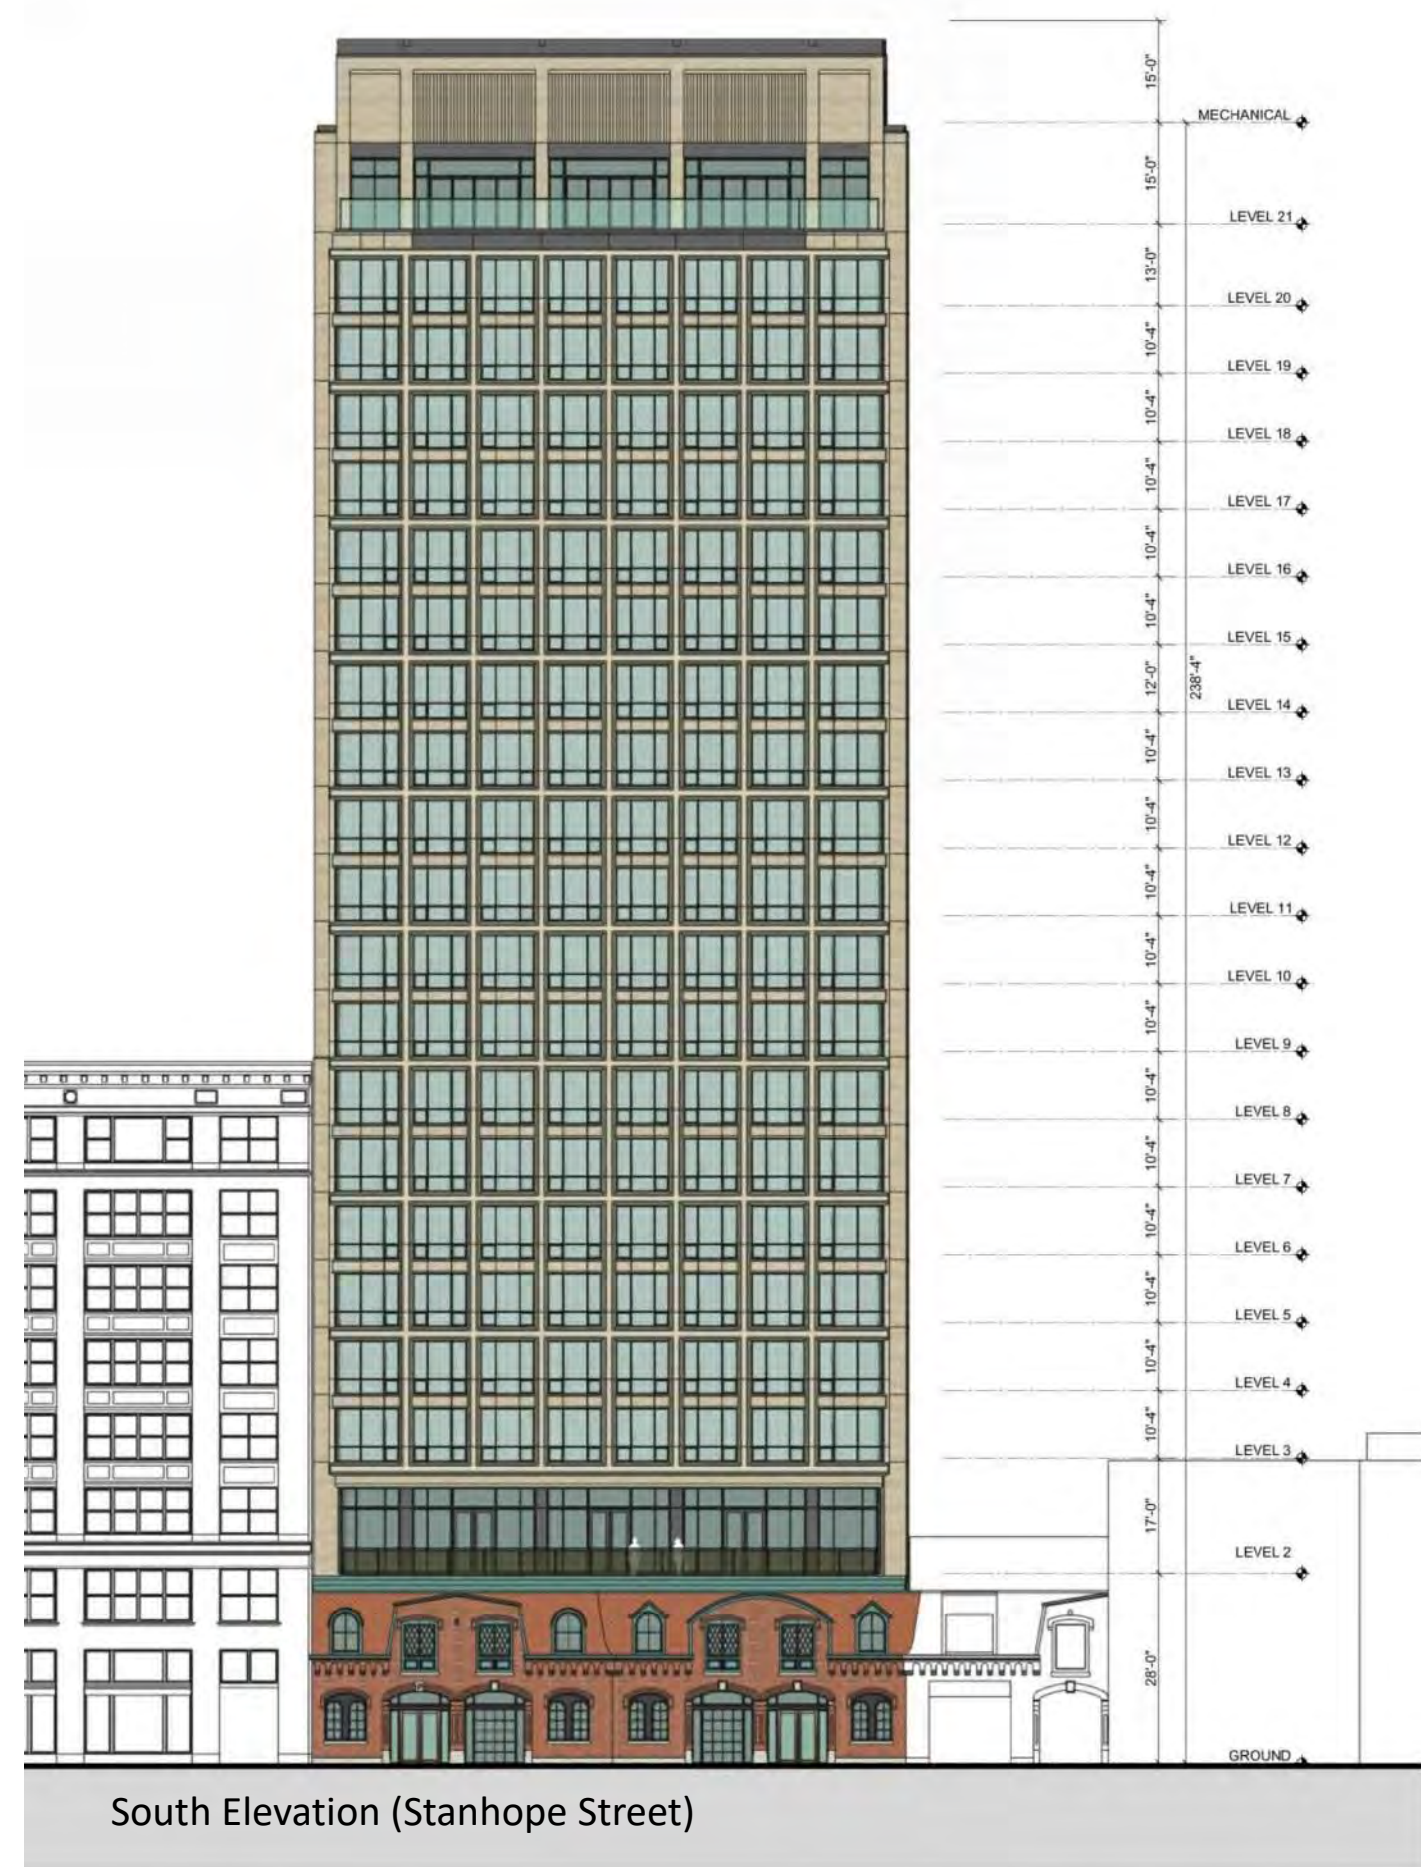 15'-0"
MECHANICAL
15'-0"
LEVEL 21
13'-0"
LEVEL 20
10'-4"
LEVEL 19
10'-4"
LEVEL 18
10'-4"
LEVEL 17
10'-4"
LEVEL 16
10'-4"
LEVEL 15
12'-0"
238'-4"
LEVEL 14
10'-4"
LEVEL 13
10'-4"
LEVEL 12
10'-4"
LEVEL 11
10'-4"
LEVEL 10
10'-4"
LEVEL 9
10'-4"
LEVEL 8
10'-4"
LEVEL 7
10'-4"
LEVEL 6
10'-4"
LEVEL 5
10'-4"
LEVEL 4
10'-4"
LEVEL 3
17'-0"
LEVEL 2
28'-0"
GROUND
South Elevation (Stanhope Street)